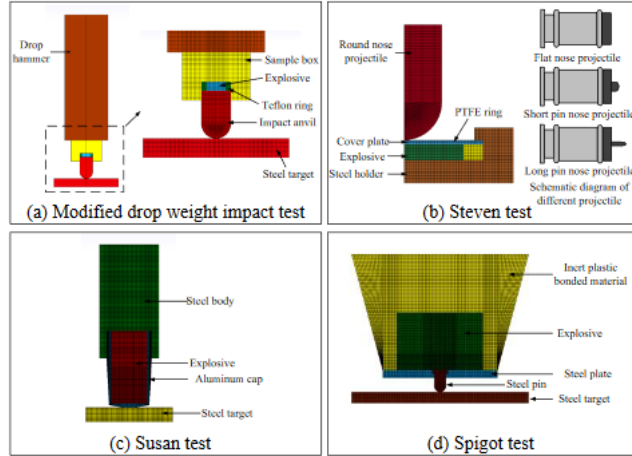 Drop
hammer
Sample box
Explosive
Teflon ring
Impact anvil
Steel target
(a) Modified drop weight impact test
Round nose
projectile
PTFE ring
Cover plate
Explosive
Steel holder
Flat nose projectile
Short pin nose projectile
Long pin nose projectile
Schematic diagram of
different projectile
(b) Steven test
Steel body
Explosive
Aluminum cap
Steel target
(c) Susan test
Inert plastic
bonded material
Explosive
Steel plate
Steel pin
Steel target
(d) Spigot test